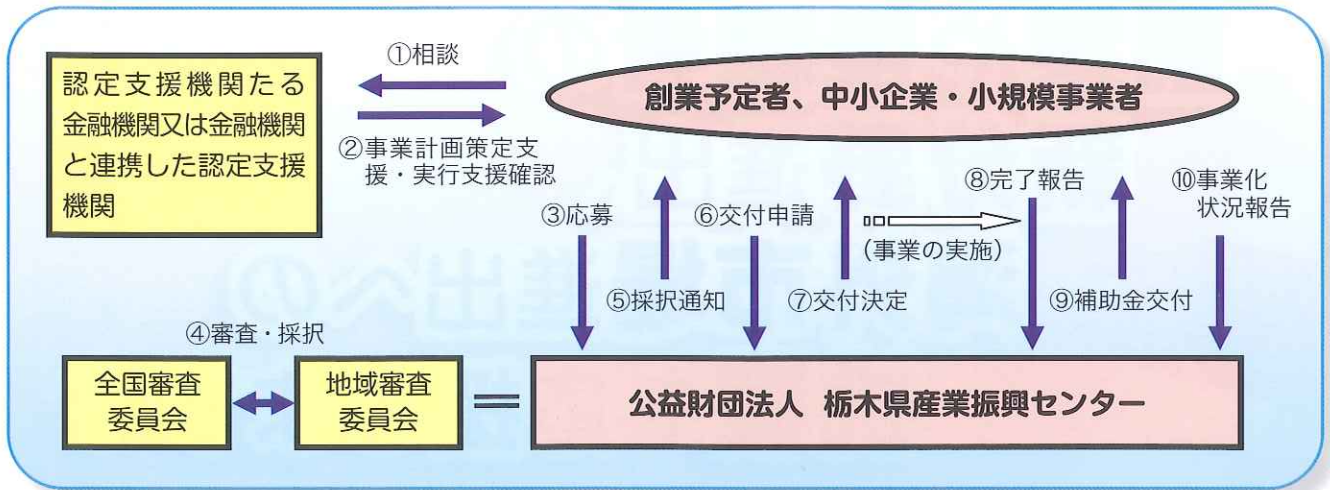 ①相談
認定支援機関たる
金融機関又は金融機関
と連携した認定支援
機関
創業予定者、中小企業・小規模事業者
②事業計画策定支
援・実行支援確認
③応募
⑤採択通知
⑥交付申請
⑦交付決定
(事業の実施)
⑧完了報告
⑨補助金交付
⑩事業化
状況報告
④審査・採択
全国審査
委員会
地域審査
委員会
=
公益財団法人 栃木県産業振興センター